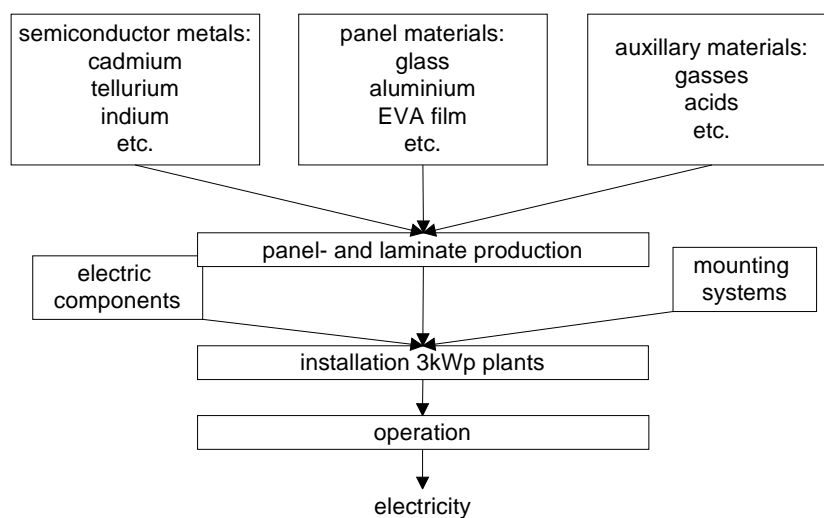 semiconductor metals:
cadmium
tellurium
indium
etc.
panel materials:
glass
aluminium
EVA film
etc.
auxillary materials:
gasses
acids
etc.
panel- and laminate production
electric
components
mounting
systems
installation 3kWp plants
operation
electricity